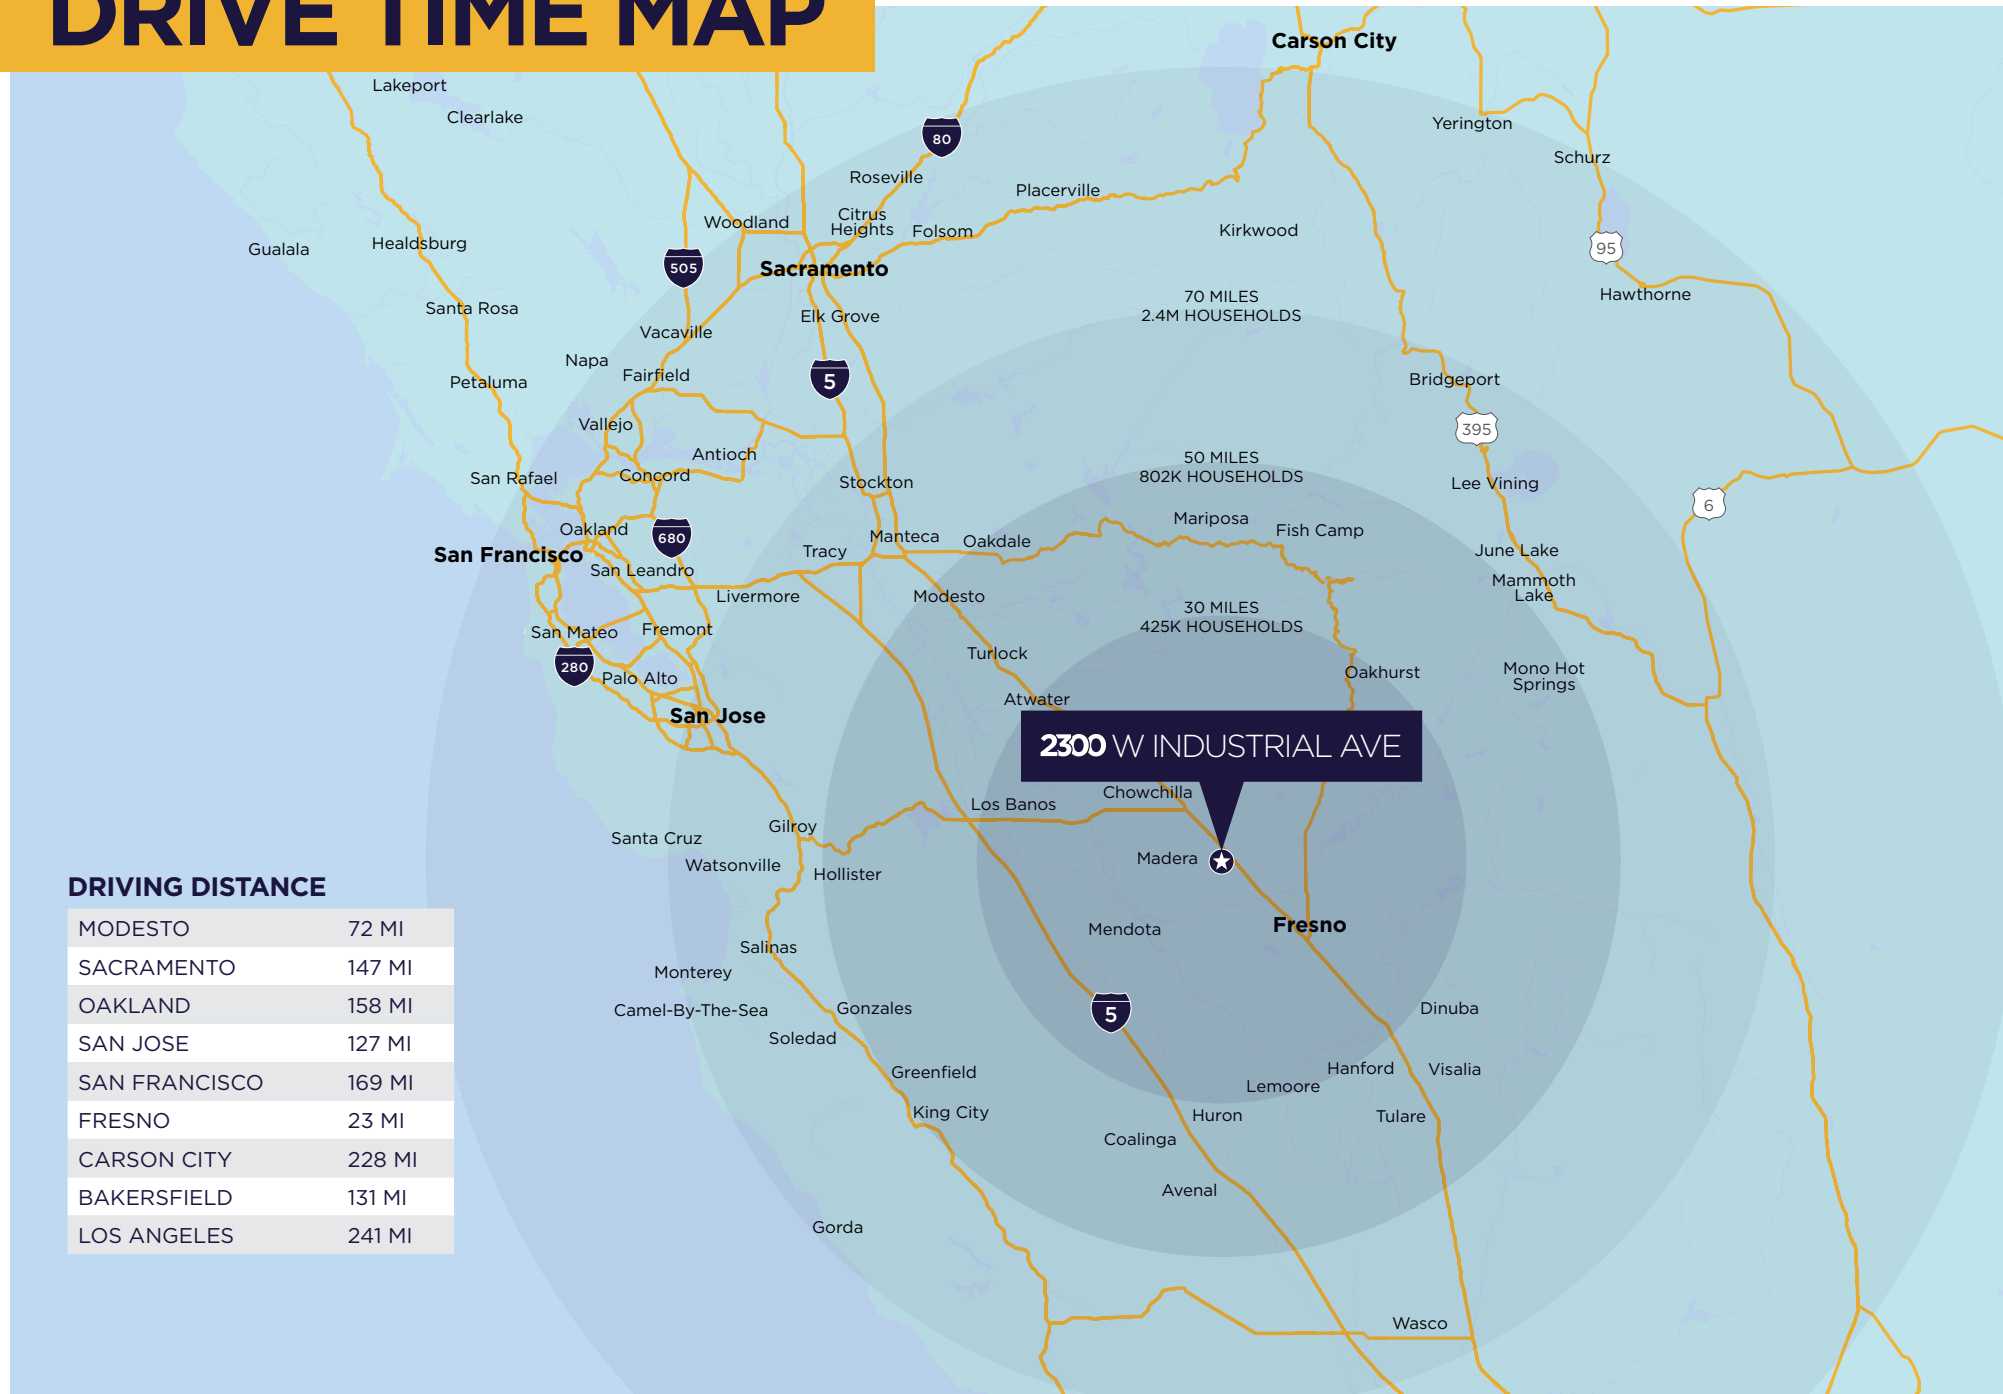 DRIVE TIME MAP
Carson City
Lakeport
Clearlake
Yerington
80
Schurz
Roseville
Placerville
Citrus
Heights
Woodland
Folsom
Kirkwood
Gualala
Healdsburg
95
505
Sacramento
Hawthorne
70 MILES
2.4M HOUSEHOLDS
Santa Rosa
Elk Grove
Vacaville
Napa
Fairfield
5
Petaluma
Bridgeport
Vallejo
395
Antioch
50 MILES
802K HOUSEHOLDS
San Rafael
Concord
Stockton
Lee Vining
6
Mariposa
Fish Camp
Oakland
680
Manteca
Oakdale
Tracy
San Francisco
June Lake
San Leandro
Mammoth
Lake
Livermore
Modesto
30 MILES
425K HOUSEHOLDS
San Mateo
Fremont
Turlock
280
Palo Alto
Oakhurst
Mono Hot
Springs
Atwater
San Jose
2300 W INDUSTRIAL AVE
Chowchilla
Los Banos
Gilroy
Santa Cruz
Watsonville
Hollister
Madera
Fresno
Mendota
Salinas
Monterey
Camel-By-The-Sea
Gonzales
5
Dinuba
Soledad
Greenfield
Hanford
Visalia
Lemoore
King City
Huron
Tulare
Coalinga
Avenal
Gorda
Wasco
DRIVING DISTANCE
MODESTO 72 MI
SACRAMENTO 147 MI
OAKLAND 158 MI
SAN JOSE 127 MI
SAN FRANCISCO 169 MI
FRESNO 23 MI
CARSON CITY 228 MI
BAKERSFIELD 131 MI
LOS ANGELES 241 MI